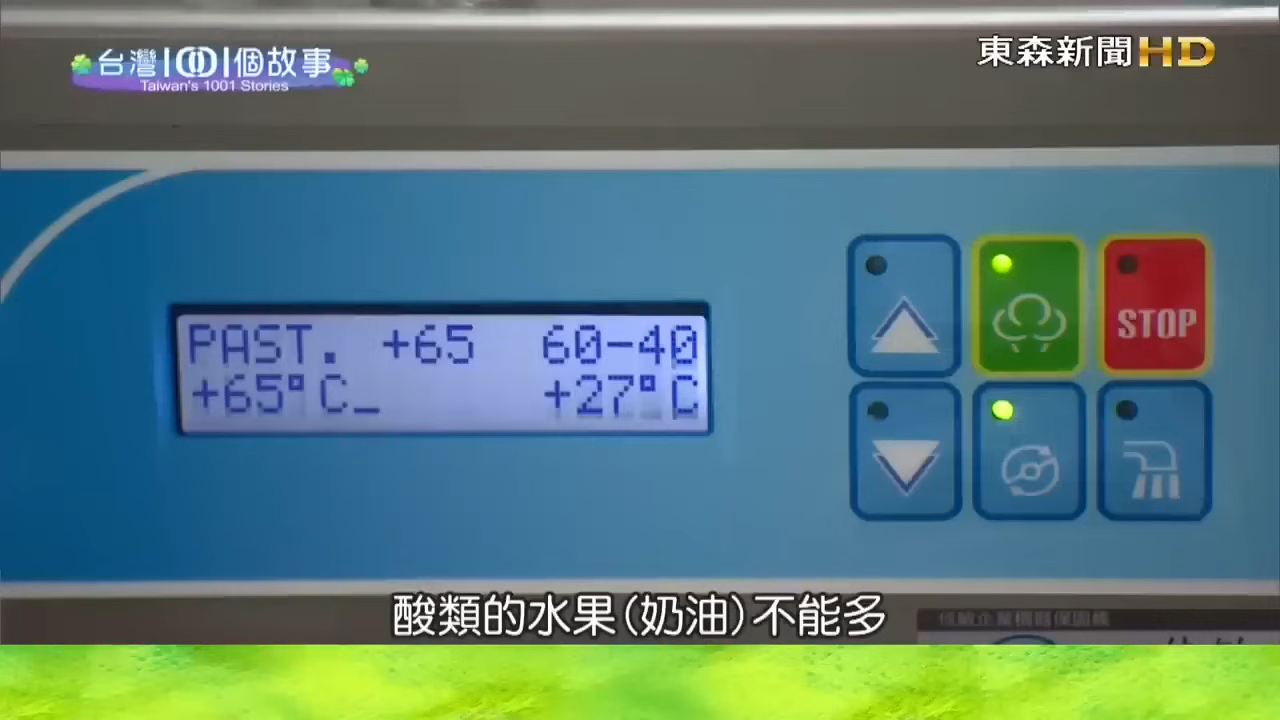 台灣1001個故事
Taiwan's 1001 Stories
東森新聞HD
PAST. +65 60-40
+65°C_ +27°C
STOP
酸類的水果(奶油)不能多